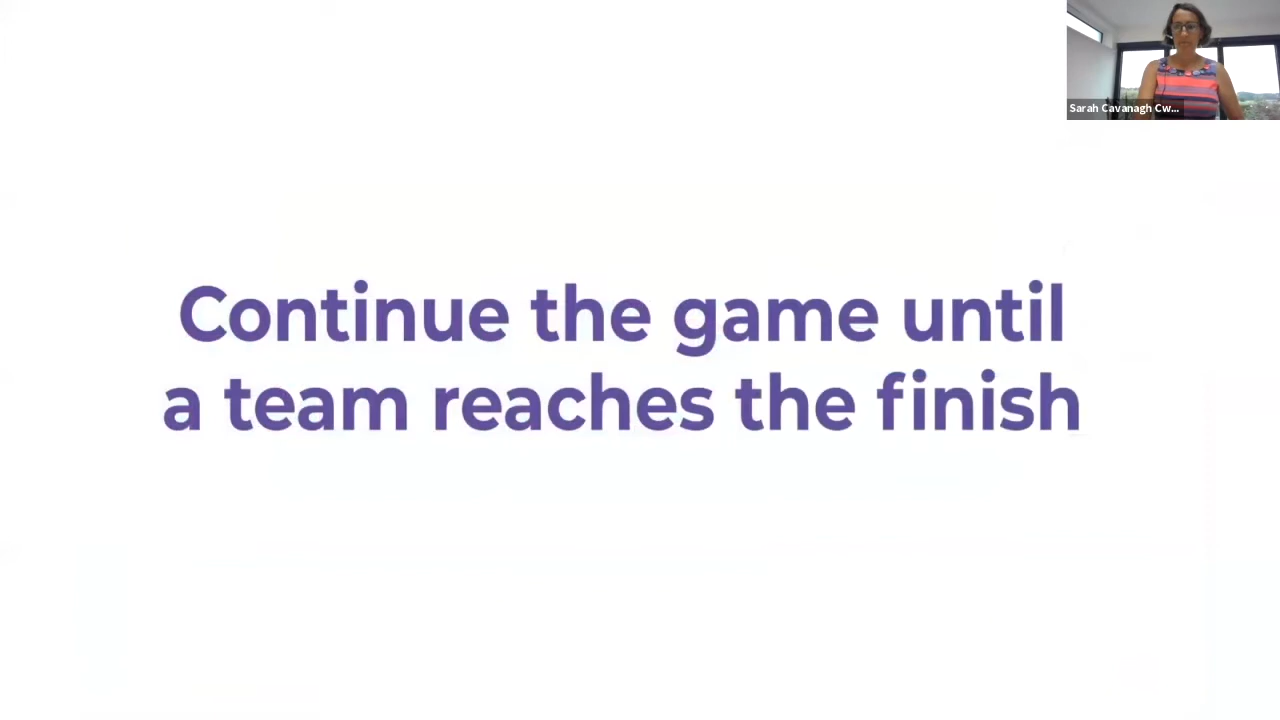 Sarah Cavanagh Cw...
Continue the game until
a team reaches the finish